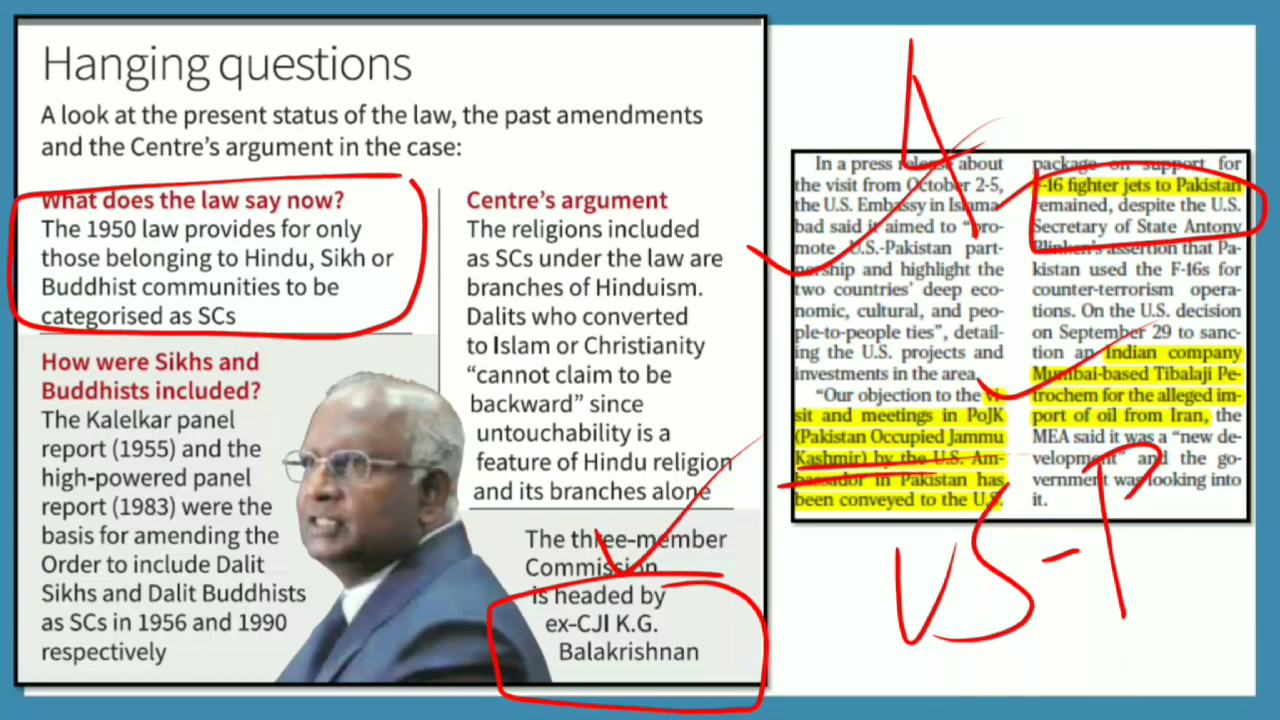 Hanging questions
A look at the present status of the law, the past amendments
and the Centre's argument in the case:
What does the law say now?
The 1950 law provides for only
those belonging to Hindu, Sikh or
Buddhist communities to be
categorised as SCs
How were Sikhs and
Buddhists included?
The Kalelkar panel
report (1955) and the
high-powered panel
report (1983) were the
basis for amending the
Order to include Dalit
Sikhs and Dalit Buddhists
as SCs in 1956 and 1990
respectively
Centre's argument
The religions included
as SCs under the law are
branches of Hinduism.
Dalits who converted
to Islam or Christianity
"cannot claim to be
backward" since
untouchability is a
feature of Hindu religion
and its branches alone
The three-member
Commission
is headed by
ex-CJI K.G.
Balakrishnan
In a press release about
the visit from October 2-5,
the U.S. Embassy in Islama-
bad said it aimed to "pro-
mote U.S.-Pakistan part-
nership and highlight the
two countries' deep eco-
nomic, cultural, and peo-
ple-to-people ties", detail-
ing the U.S. projects and
investments in the area.
"Our objection to the vi-
sit and meetings in PoJK
(Pakistan Occupied Jammu
Kashmir) by the U.S. Am-
bassador in Pakistan has
been conveyed to the U.S.
package on support for
F-16 fighter jets to Pakistan
remained, despite the U.S.
Secretary of State Antony
Blinken's assertion that Pa-
kistan used the F-16s for
counter-terrorism opera-
tions. On the U.S. decision
on September 29 to sanc-
tion an Indian company
Mumbai-based Tibalaji Pe-
trochem for the alleged im-
port of oil from Iran, the
MEA said it was a "new de-
velopment" and the go-
vernment was looking into
it.
US-P